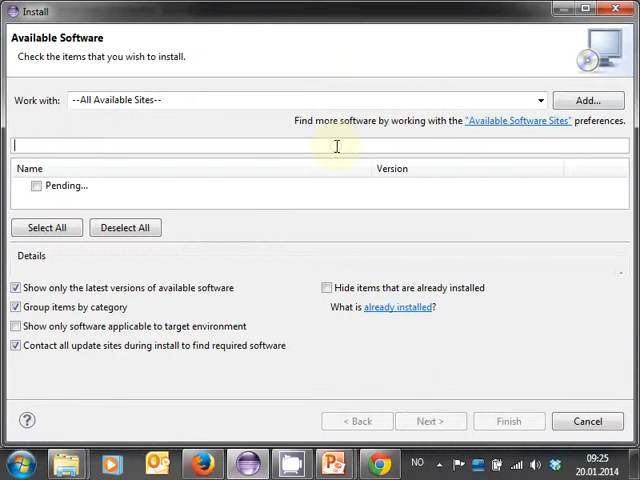 Install
Available Software
Check the items that you wish to install.
Work with: --All Available Sites-- Add...
Find more software by working with the "Available Software Sites" preferences.
Name Version
Pending...
Select All Deselect All
Details
Show only the latest versions of available software Hide items that are already installed
Group items by category What is already installed?
Show only software applicable to target environment
Contact all update sites during install to find required software
? < Back Next > Finish Cancel
NO 09:25
20.01.2014